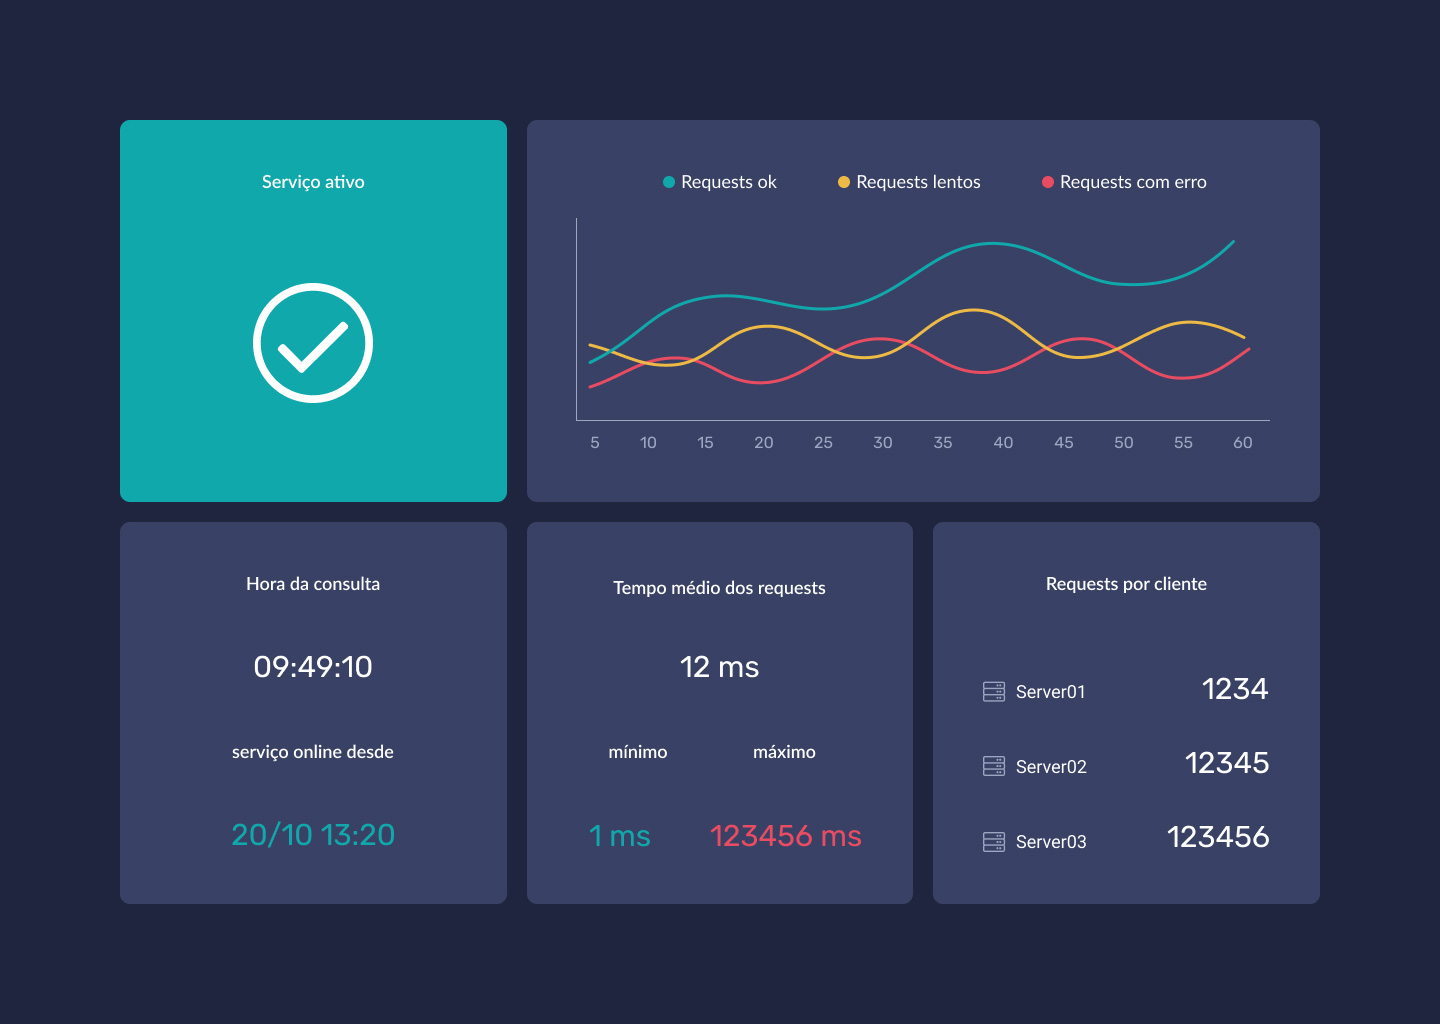 Serviço ativo
Requests ok
Requests lentos
Requests com erro
5 10 15 20 25 30 35 40 45 50 55 60
Hora da consulta
09:49:10
serviço online desde
20/10 13:20
Tempo médio dos requests
12 ms
mínimo máximo
1 ms 123456 ms
Requests por cliente
Server01 1234
Server02 12345
Server03 123456